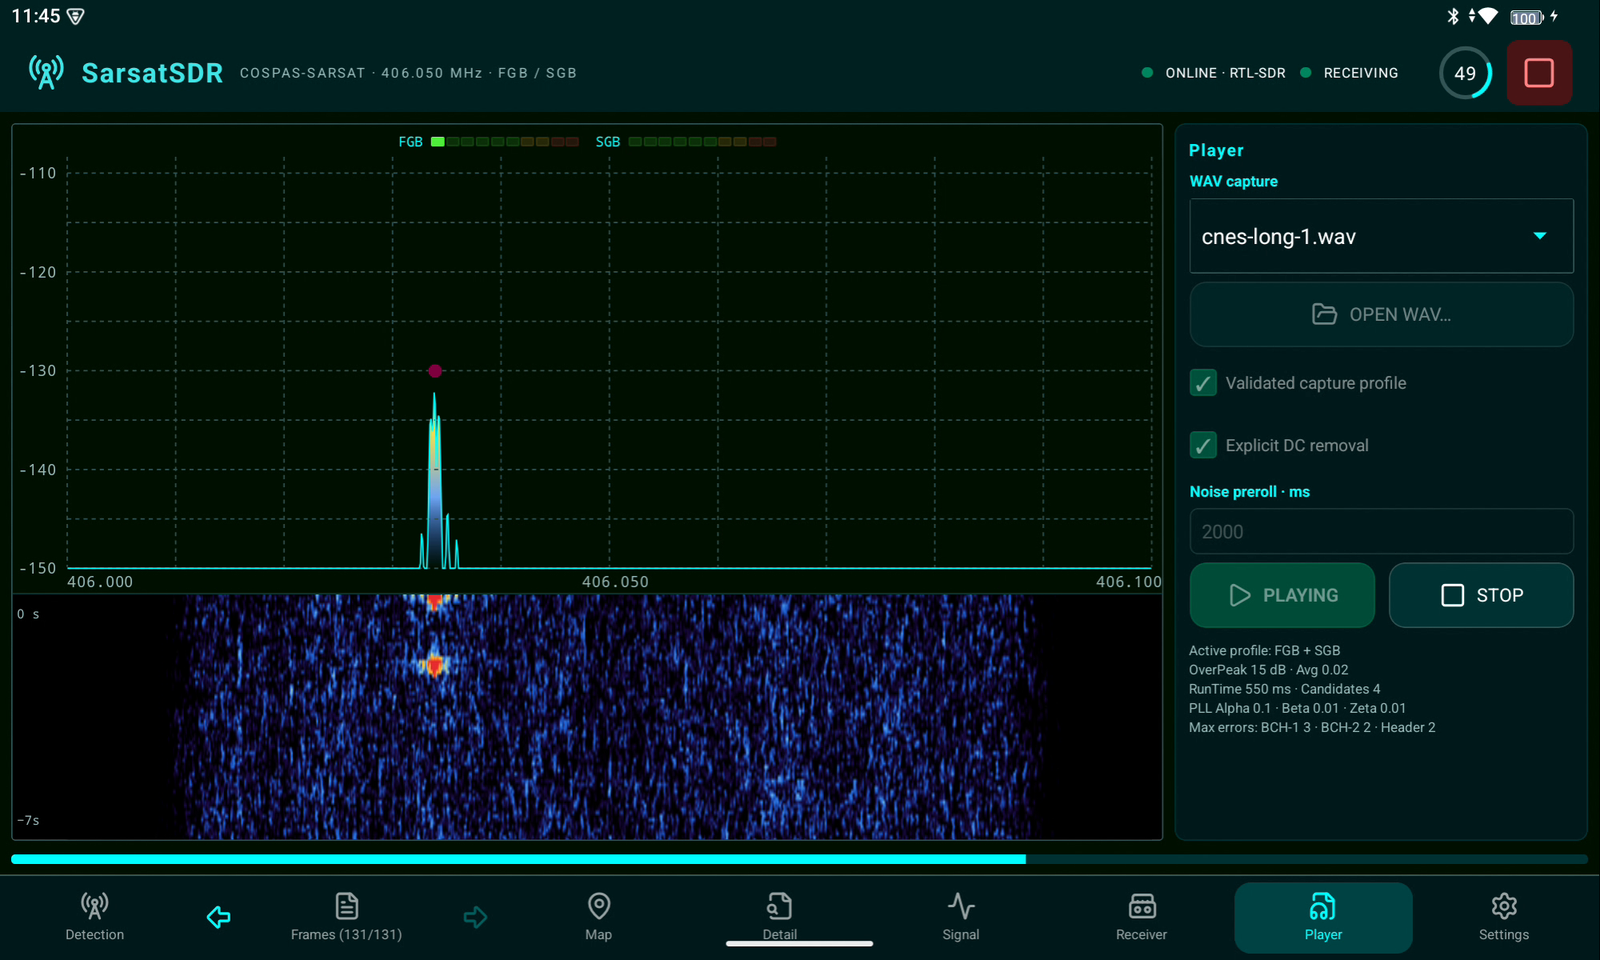 11:45
100
SarsatSDR COSPAS-SARSAT · 406.050 MHz · FGB / SGB
ONLINE · RTL-SDR RECEIVING 49
FGB SGB
-110
-120
-130
-140
-150
406.000 406.050 406.100
0 s
-7s
Player
WAV capture
cnes-long-1.wav
OPEN WAV...
Validated capture profile
Explicit DC removal
Noise preroll · ms
2000
PLAYING STOP
Active profile: FGB + SGB
OverPeak 15 dB · Avg 0.02
RunTime 550 ms · Candidates 4
PLL Alpha 0.1 · Beta 0.01 · Zeta 0.01
Max errors: BCH-1 3 · BCH-2 2 · Header 2
Detection Frames (131/131) Map Detail Signal Receiver Player Settings